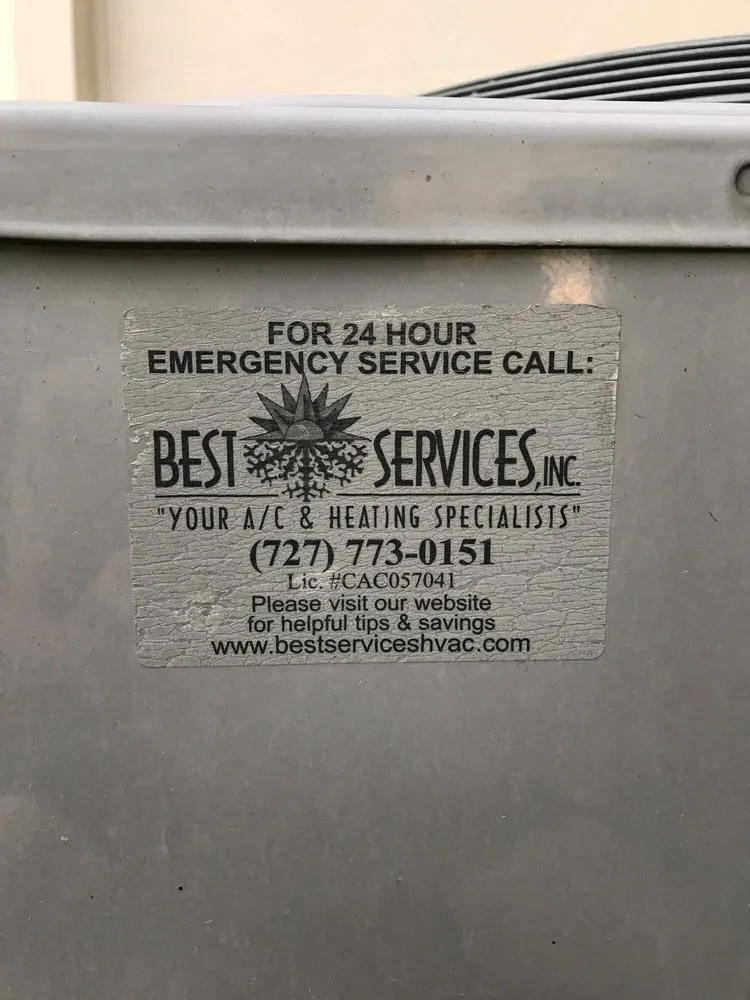 FOR 24 HOUR
EMERGENCY SERVICE CALL:
BEST SERVICES, INC.
"YOUR A/C & HEATING SPECIALISTS"
(727) 773-0151
Lic. #CAC057041
Please visit our website
for helpful tips & savings
www.bestserviceshvac.com